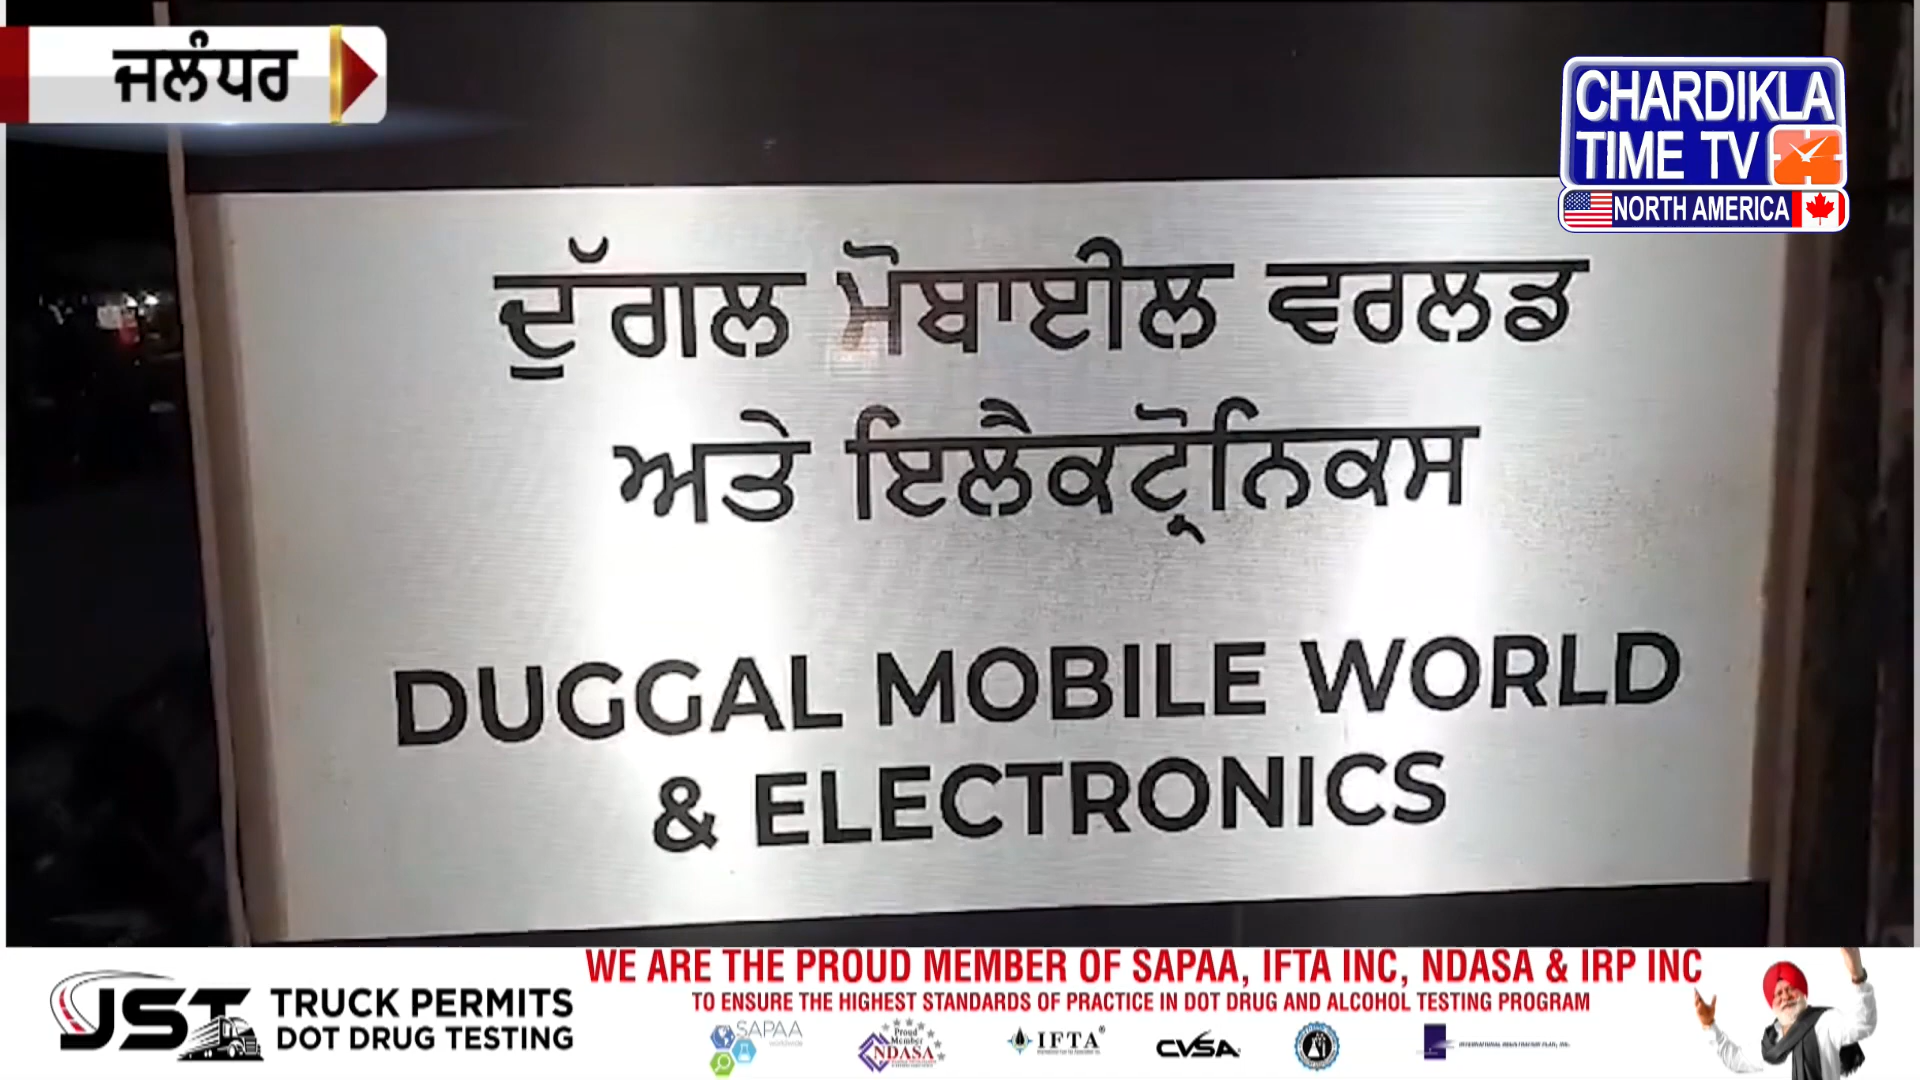 ਜਲੰਧਰ
CHARDIKLA
TIME TV
NORTH AMERICA
ਦੁੱਗਲ ਮੋਬਾਈਲ ਵਰਲਡ
ਅਤੇ ਇਲੈਕਟ੍ਰੋਨਿਕਸ
DUGGAL MOBILE WORLD
& ELECTRONICS
WE ARE THE PROUD MEMBER OF SAPAA, IFTA INC, NDASA & IRP INC
TO ENSURE THE HIGHEST STANDARDS OF PRACTICE IN DOT DRUG AND ALCOHOL TESTING PROGRAM
JST TRUCK PERMITS
DOT DRUG TESTING
SAPAA
Proud Member
NDASA
IFTA
CVSA